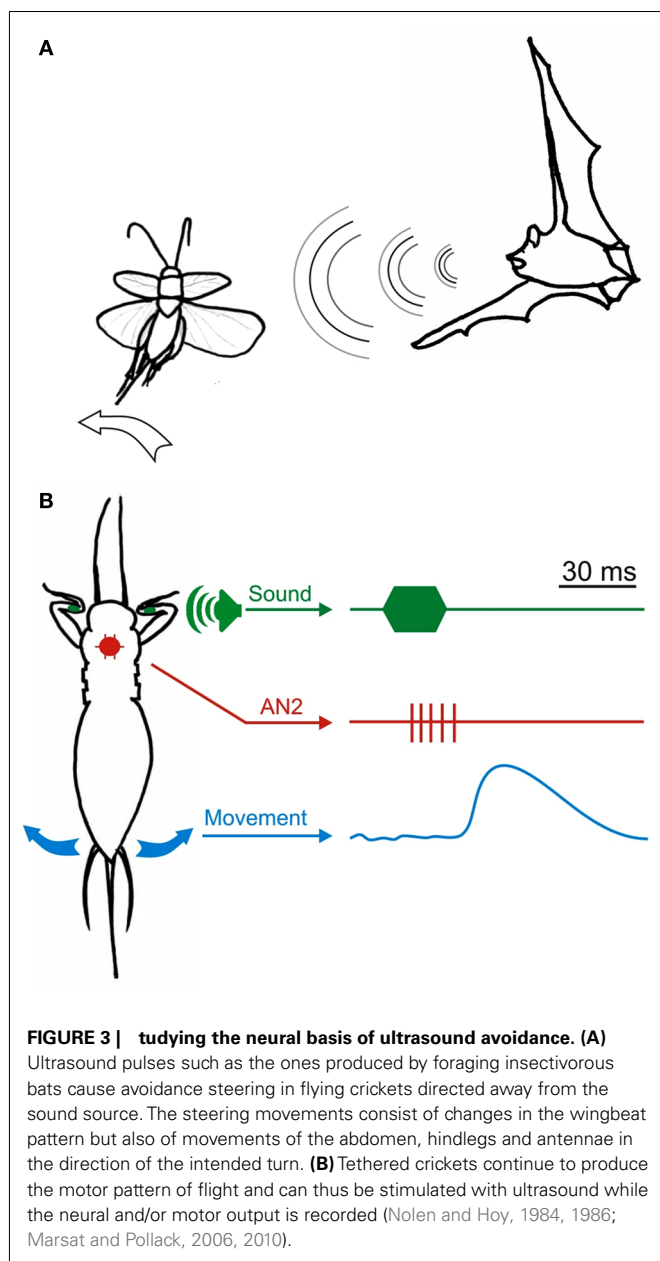 A
B
Sound
30 ms
AN2
Movement
FIGURE 3 | tudying the neural basis of ultrasound avoidance. (A)
Ultrasound pulses such as the ones produced by foraging insectivorous
bats cause avoidance steering in flying crickets directed away from the
sound source. The steering movements consist of changes in the wingbeat
pattern but also of movements of the abdomen, hindlegs and antennae in
the direction of the intended turn. (B) Tethered crickets continue to produce
the motor pattern of flight and can thus be stimulated with ultrasound while
the neural and/or motor output is recorded (Nolen and Hoy, 1984, 1986;
Marsat and Pollack, 2006, 2010).